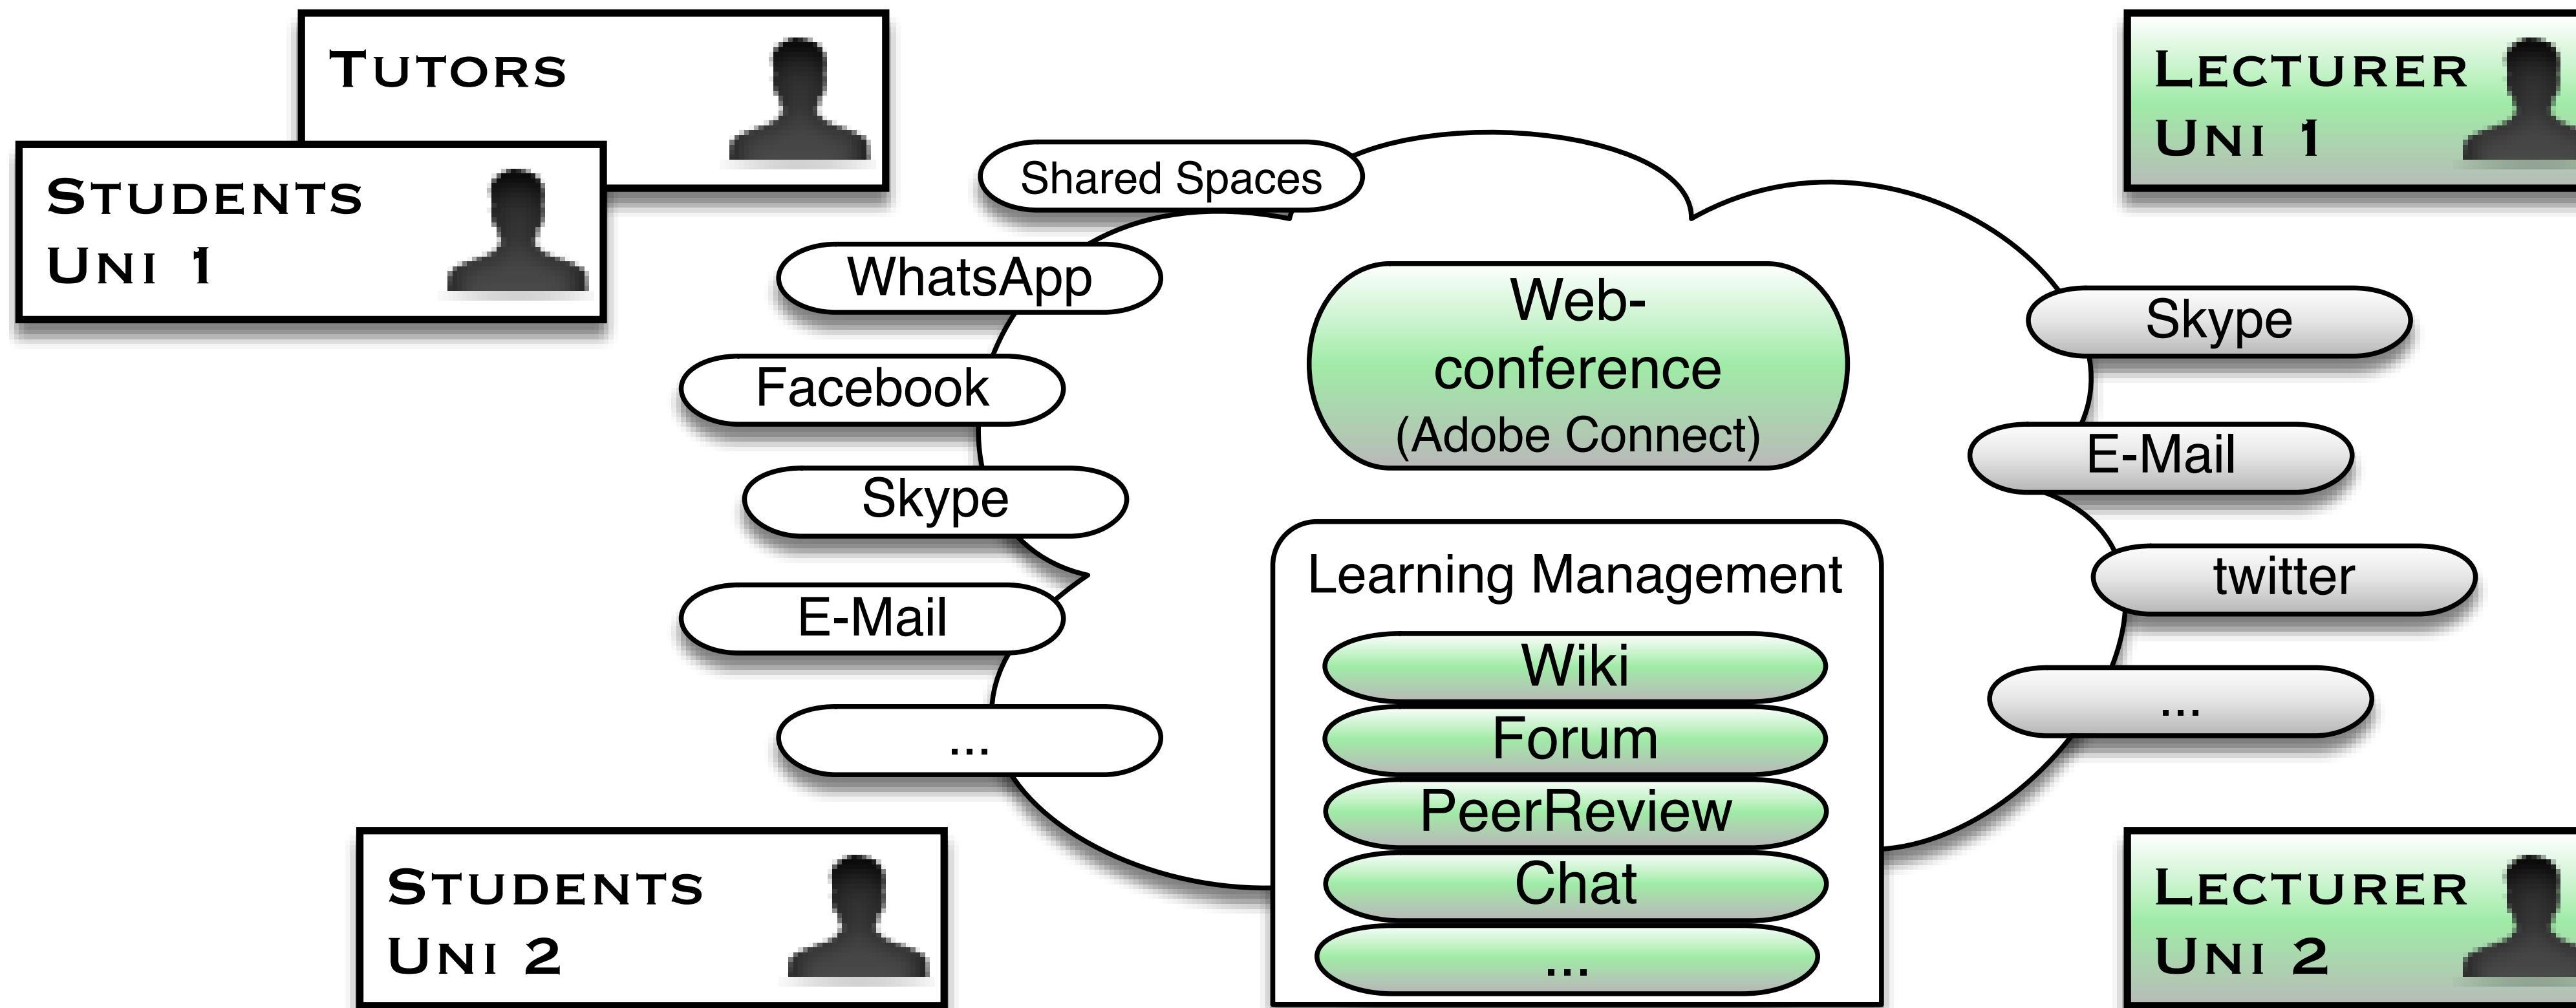 TUTORS
STUDENTS
UNI 1
Shared Spaces
WhatsApp
Facebook
Skype
E-Mail
...
STUDENTS
UNI 2
Web-
conference
(Adobe Connect)
Learning Management
Wiki
Forum
PeerReview
Chat
...
LECTURER
UNI 1
Skype
E-Mail
twitter
...
LECTURER
UNI 2